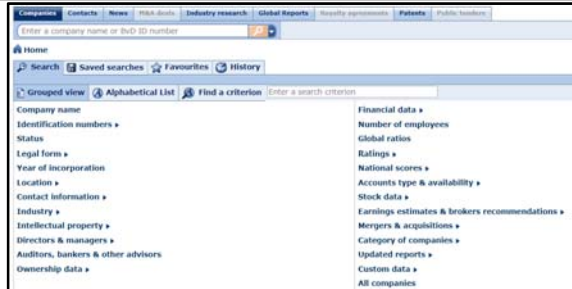 Companies Contacts News M&A deals Industry research Global Reports Royalty agreements Patents Public tenders
Enter a company name or BvD ID number
Home
Search Saved searches Favourites History
Grouped view Alphabetical List Find a criterion Enter a search criterion
Company name
Identification numbers
Status
Legal form
Year of incorporation
Location
Contact information
Industry
Intellectual property
Directors & managers
Auditors, bankers & other advisors
Ownership data
Financial data
Number of employees
Global ratios
Ratings
National scores
Accounts type & availability
Stock data
Earnings estimates & brokers recommendations
Mergers & acquisitions
Category of companies
Updated reports
Custom data
All companies